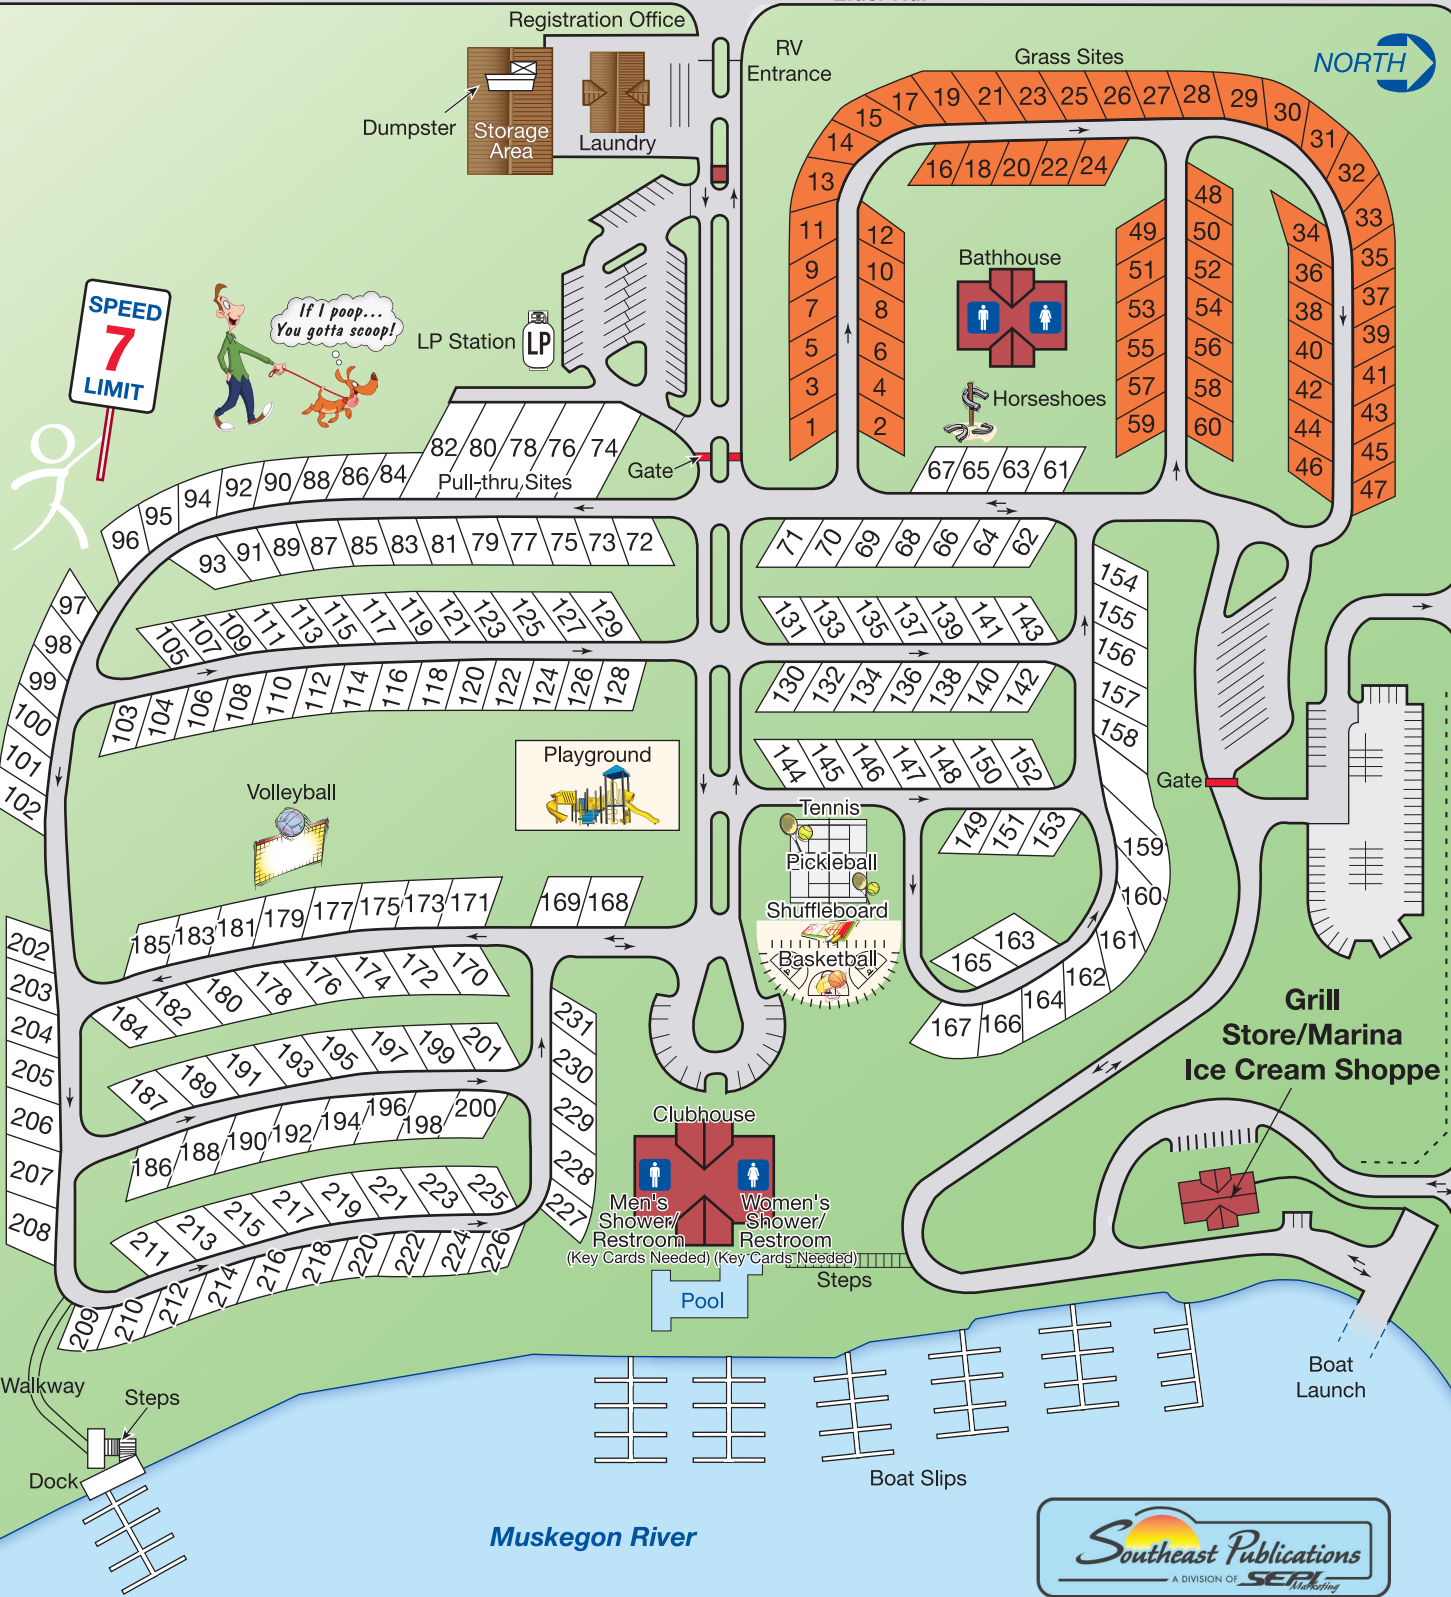 Registration Office
RV
Entrance
Grass Sites
NORTH
Dumpster
Storage
Area
Laundry
17 19 21 23 25 26 27 28 29 30
15 31
14 32
13 33
16 18 20 22 24
11 9 7 5 3 1
12 10 8 6 4 2
Bathhouse
49 51 53 55 57 59
48 50 52 54 56 58 60
34 36 38 40 42 44 46
35 37 39 41 43 45 47
Horseshoes
67 65 63 61
SPEED
7
LIMIT
If I poop...
You gotta scoop!
LP Station
LP
82 80 78 76 74
Pull-thru Sites
Gate
96 95 94 92 90 88 86 84
93 91 89 87 85 83 81 79 77 75 73 72
71 70 69 68 66 64 62
97 98 99 100 101 102
105 107 109 111 113 115 117 119 121 123 125 127 129
103 104 106 108 110 112 114 116 118 120 122 124 126 128
131 133 135 137 139 141 143
130 132 134 136 138 140 142
154 155 156 157 158
144 145 146 147 148 150 152
149 151 153
159 160 161 162 164 166 167
163
165
Gate
Playground
Volleyball
Tennis
Pickleball
Shuffleboard
Basketball
185 183 181 179 177 175 173 171
169 168
184 182 180 178 176 174 172 170
202 203 204 205 206 207 208
187 189 191 193 195 197 199 201
186 188 190 192 194 196 198 200
211 213 215 217 219 221 223 225
209 210 212 214 216 218 220 222 224 226
231 230 229 228 227
Grill
Store/Marina
Ice Cream Shoppe
Clubhouse
Men's
Shower/
Restroom
(Key Cards Needed)
Women's
Shower/
Restroom
(Key Cards Needed)
Steps
Pool
Walkway
Steps
Dock
Boat
Launch
Boat Slips
Muskegon River
Southeast Publications
A DIVISION OF SEPI Marketing